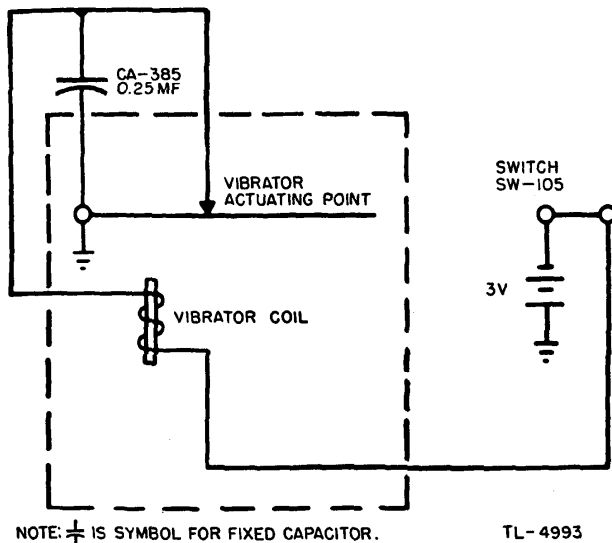 CA-385
0.25 MF
VIBRATOR
ACTUATING POINT
SWITCH
SW-105
3V
VIBRATOR COIL
NOTE: IS SYMBOL FOR FIXED CAPACITOR.
TL-4993